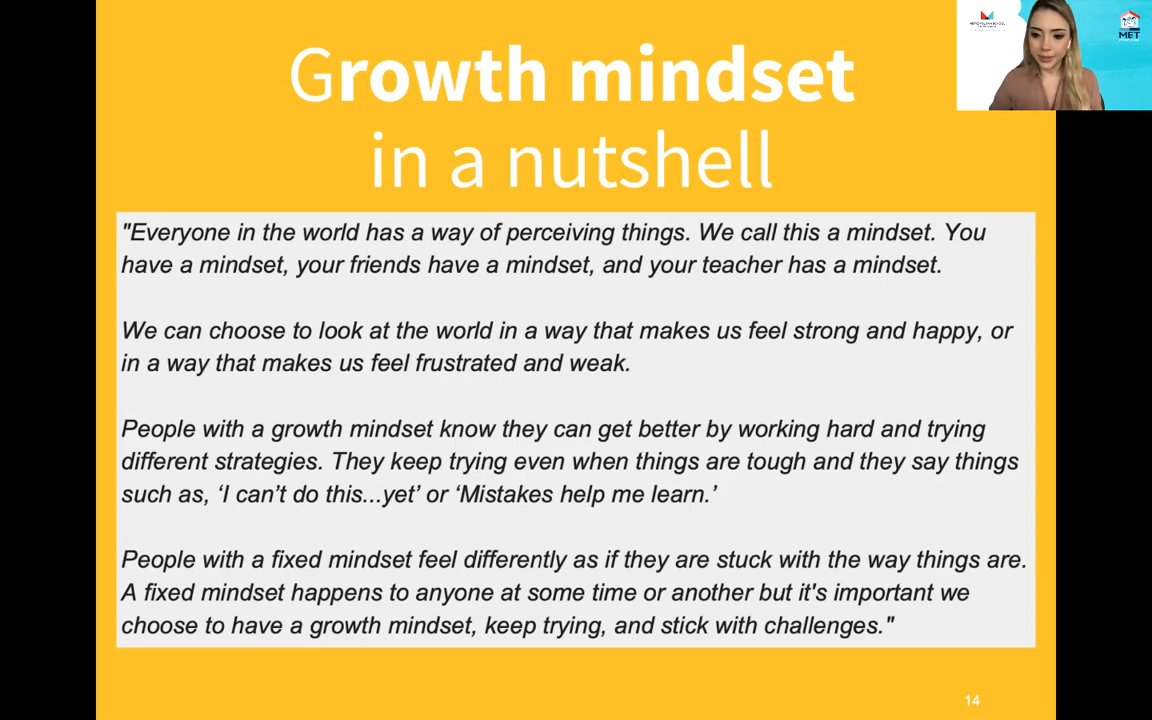 Growth mindset
in a nutshell
"Everyone in the world has a way of perceiving things. We call this a mindset. You
have a mindset, your friends have a mindset, and your teacher has a mindset.
We can choose to look at the world in a way that makes us feel strong and happy, or
in a way that makes us feel frustrated and weak.
People with a growth mindset know they can get better by working hard and trying
different strategies. They keep trying even when things are tough and they say things
such as, ‘I can’t do this...yet’ or ‘Mistakes help me learn.’
People with a fixed mindset feel differently as if they are stuck with the way things are.
A fixed mindset happens to anyone at some time or another but it's important we
choose to have a growth mindset, keep trying, and stick with challenges."
14
METROPOLITAN SCHOOL
MET